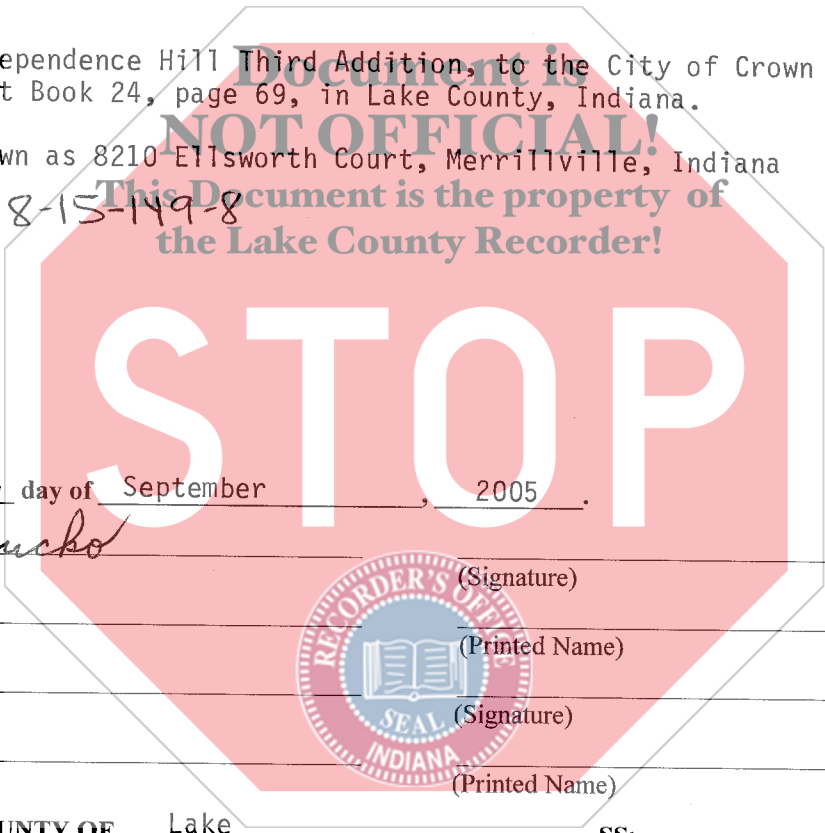 ependence Hill Third Addition, to the City of Crown
Document is
t Book 24, page 69, in Lake County, Indiana.
NOT OFFICIAL!
wn as 8210 Ellsworth Court, Merrillville, Indiana
This Document is the property of
8-15-149-8
the Lake County Recorder!
STOP
day of September, 2005.
ucko
(Signature)
RECORDER'S OFFICE
(Printed Name)
SEAL
(Signature)
INDIANA
(Printed Name)
UNTY OF Lake SS: